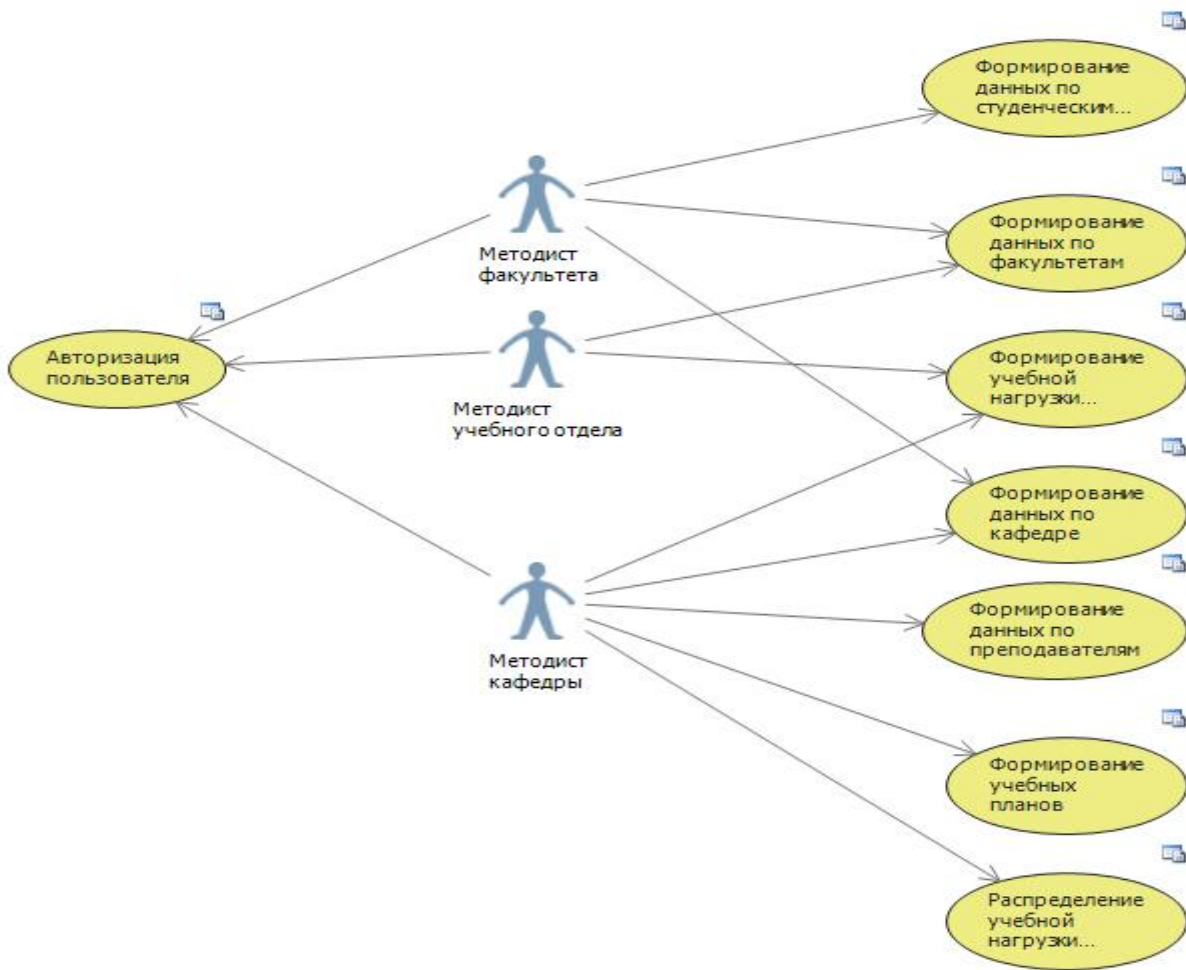 Формирование
данных по
студенческим...
Методист
факультета
Формирование
данных по
факультетам
Авторизация
пользователя
Методист
учебного отдела
Формирование
учебной
нагрузки...
Формирование
данных по
кафедре
Методист
кафедры
Формирование
данных по
преподавателям
Формирование
учебных
планов
Распределение
учебной
нагрузки...